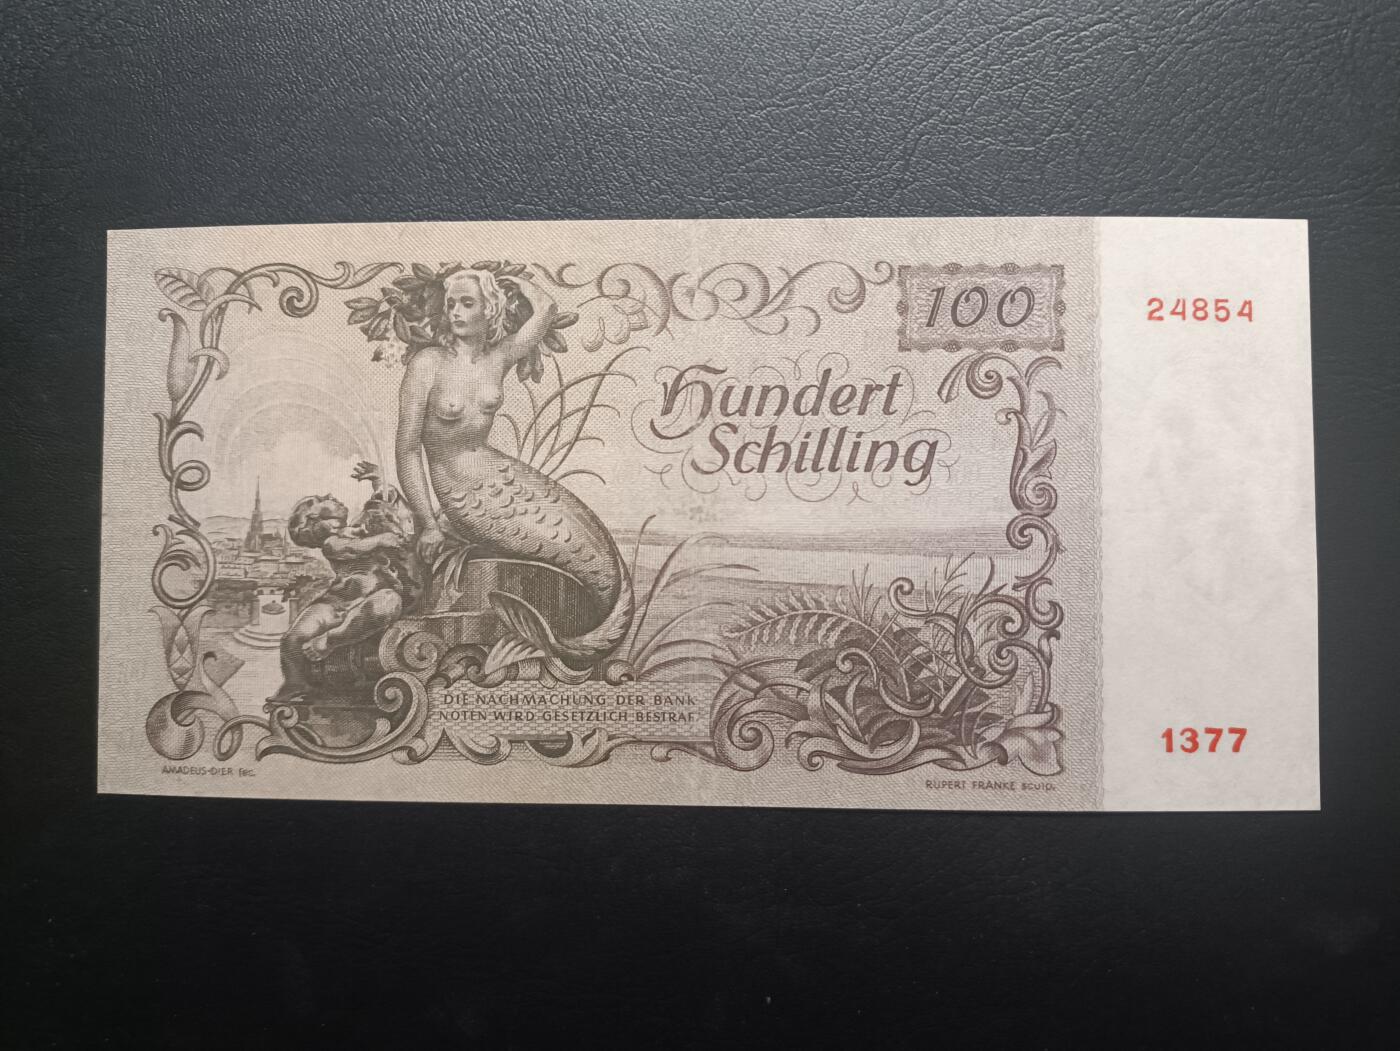 100
24854
Hundert
Schilling
DIE NACHMACHUNG DER BANK-
NOTEN WIRD GESETZLICH BESTRAFT.
1377
AMADEUS-DIER fec.
RUPERT FRANKE sculp.